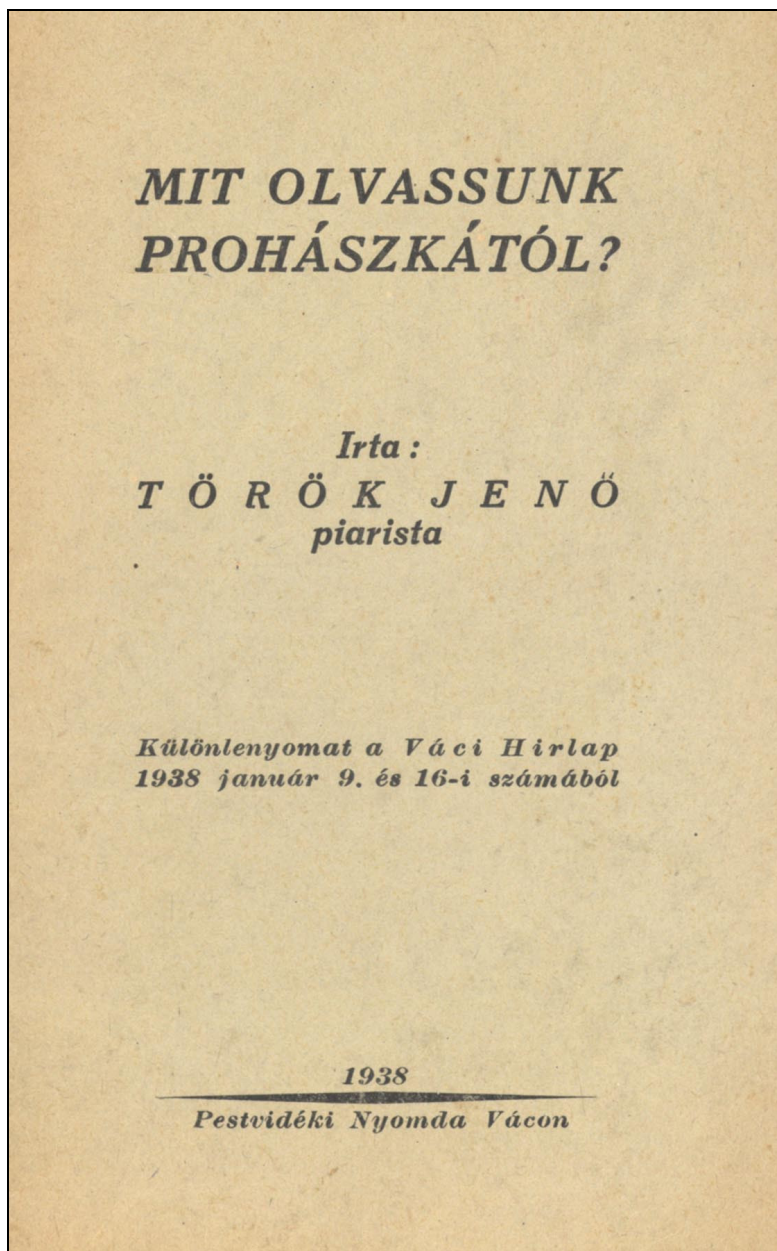 MIT OLVASSUNK
PROHÁSZKÁTÓL?
Irta:
TÖRÖK JENŐ
piarista
Különlenyomat a Váci Hirlap
1938 január 9. és 16-i számából
1938
Pestvidéki Nyomda Vácon